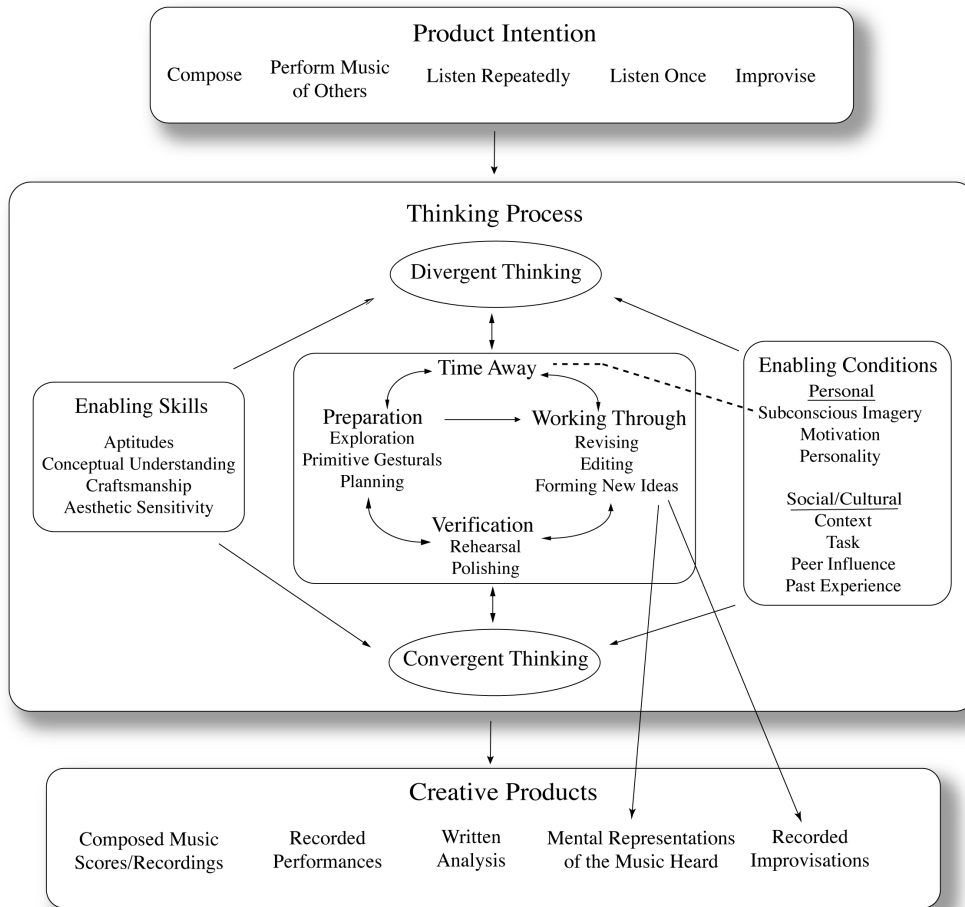 Product Intention
Compose
Perform Music
of Others
Listen Repeatedly
Listen Once
Improvise
Thinking Process
Divergent Thinking
Enabling Skills
Aptitudes
Conceptual Understanding
Craftsmanship
Aesthetic Sensitivity
Time Away
Preparation
Exploration
Primitive Gesturals
Planning
Working Through
Revising
Editing
Forming New Ideas
Verification
Rehearsal
Polishing
Enabling Conditions
Personal
Subconscious Imagery
Motivation
Personality
Social/Cultural
Context
Task
Peer Influence
Past Experience
Convergent Thinking
Creative Products
Composed Music
Scores/Recordings
Recorded
Performances
Written
Analysis
Mental Representations
of the Music Heard
Recorded
Improvisations